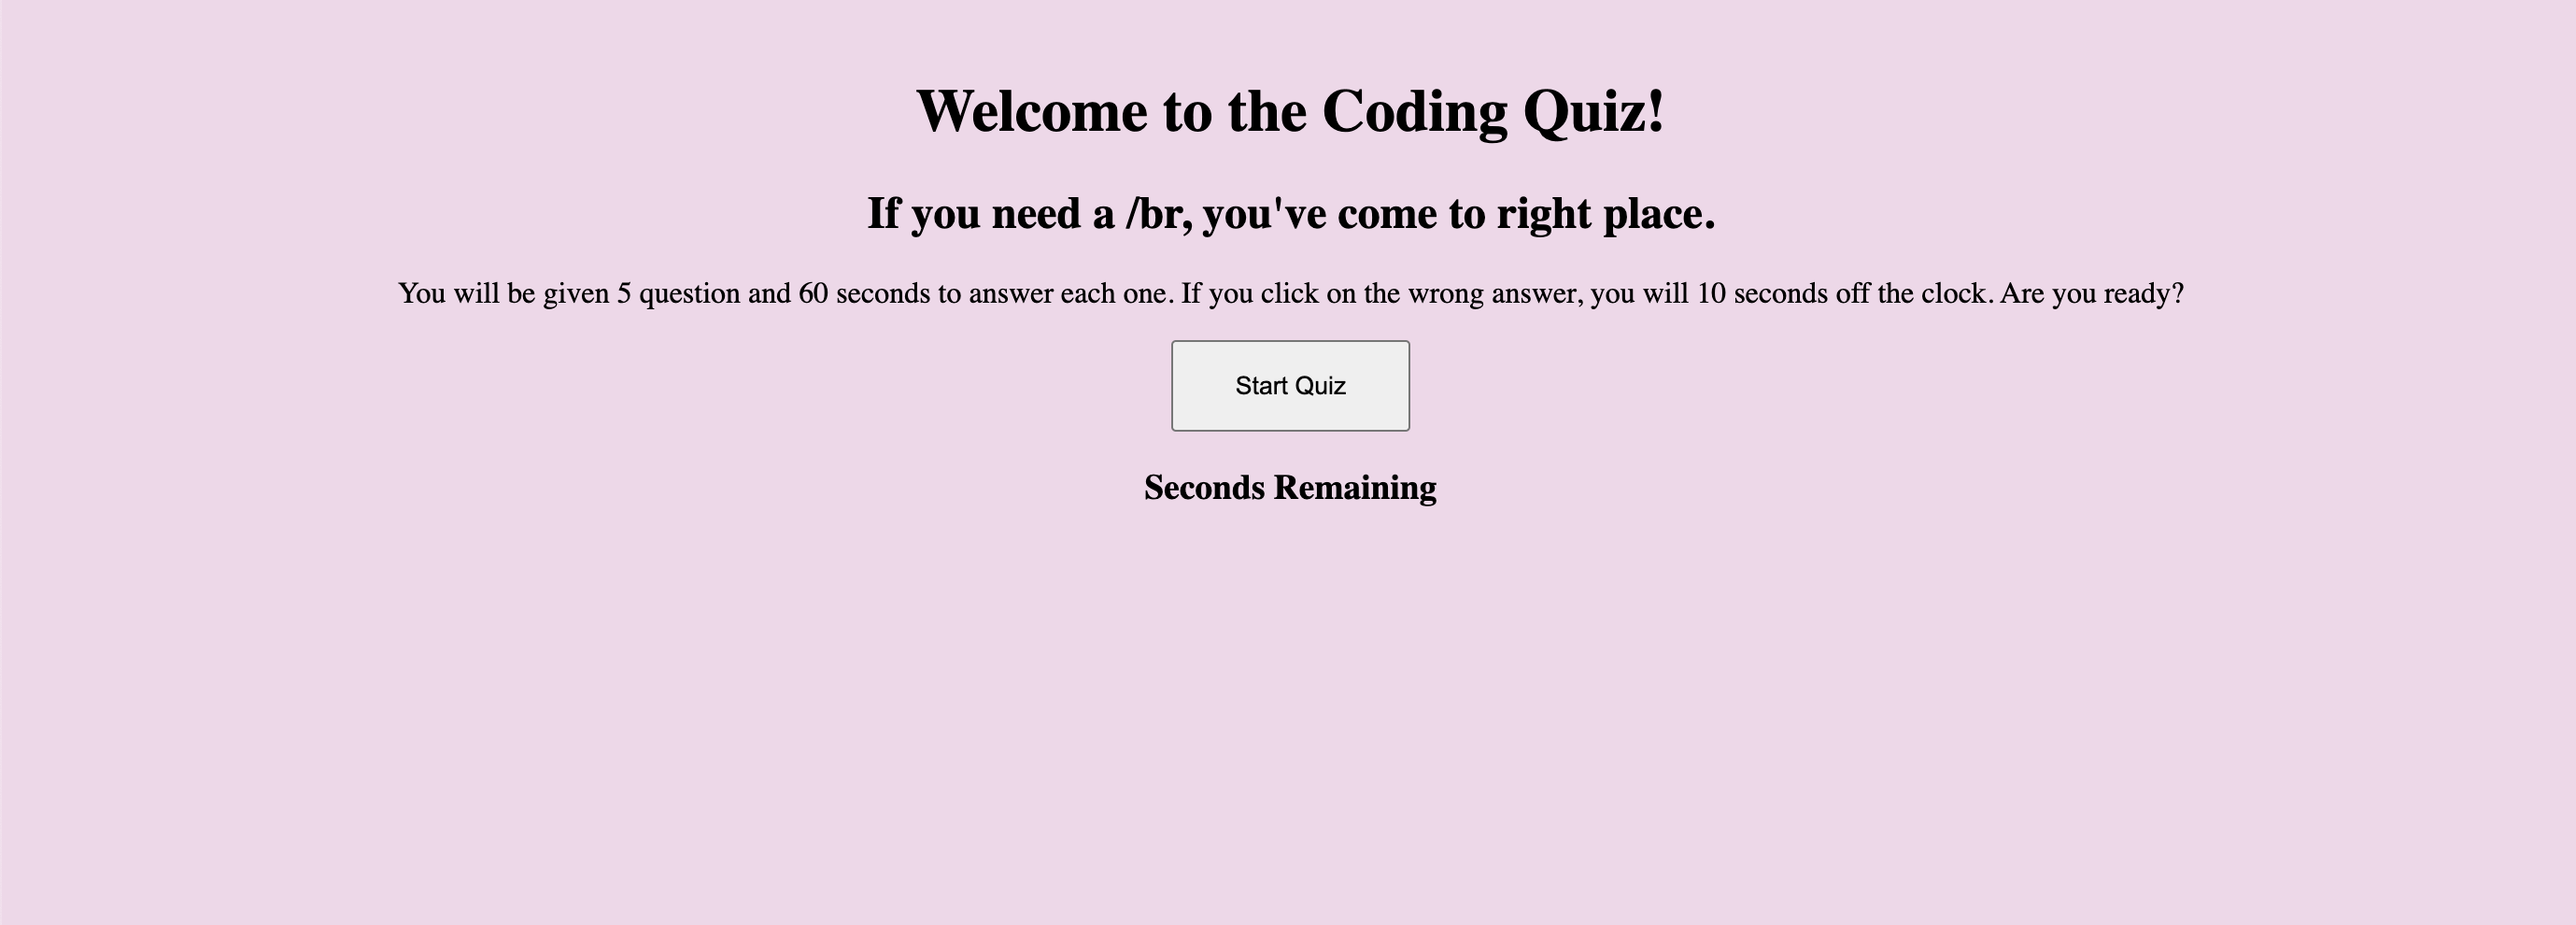 Welcome to the Coding Quiz!
If you need a /br, you've come to right place.
You will be given 5 question and 60 seconds to answer each one. If you click on the wrong answer, you will 10 seconds off the clock. Are you ready?
Start Quiz
Seconds Remaining